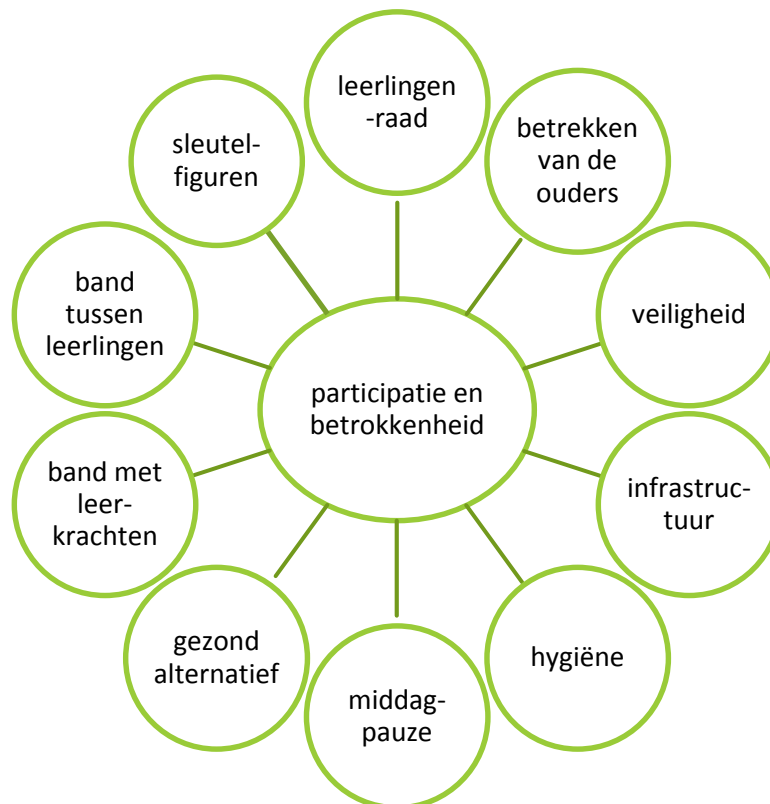 leerlingen
-raad
betrekken
van de
ouders
veiligheid
infrastruc-
tuur
hygiëne
middag-
pauze
gezond
alternatief
band met
leer-
krachten
band
tussen
leerlingen
sleutel-
figuren
participatie en
betrokkenheid